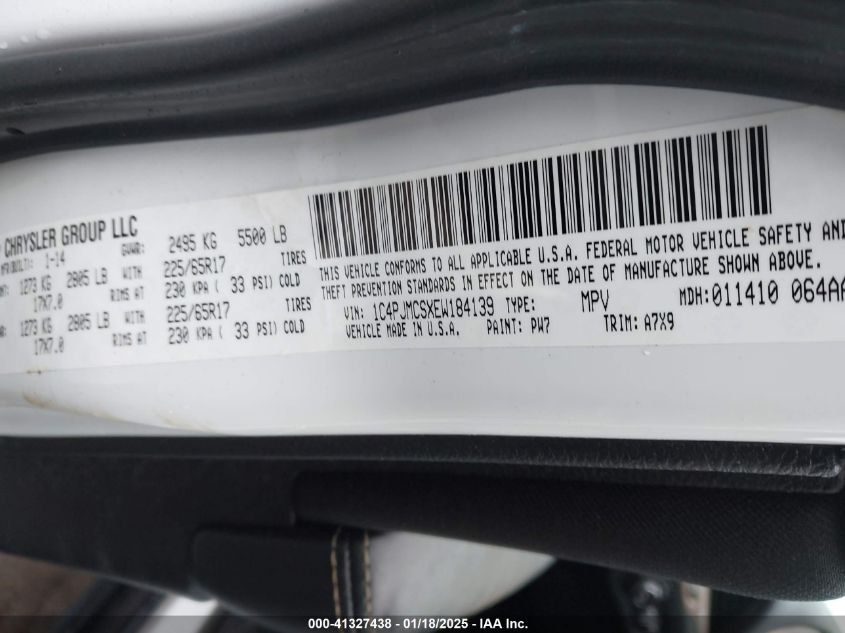 CHRYSLER GROUP LLC
MFR BUILT): 1-14 GVWR: 2495 KG 5500 LB
1273 KG 2805 LB WITH 225/65R17 TIRES
17X7.0 RIMS AT 230 KPA ( 33 PSI) COLD
1273 KG 2805 LB WITH 225/65R17 TIRES
17X7.0 RIMS AT 230 KPA ( 33 PSI) COLD
THIS VEHICLE CONFORMS TO ALL APPLICABLE U.S.A. FEDERAL MOTOR VEHICLE SAFETY AND
THEFT PREVENTION STANDARDS IN EFFECT ON THE DATE OF MANUFACTURE SHOWN ABOVE.
VIN: 1C4PJMCSXEW184139 TYPE: MPV MDH:011410 064AA
VEHICLE MADE IN U.S.A. PAINT: PW7 TRIM: A7X9
000-41327438 - 01/18/2025 - IAA Inc.